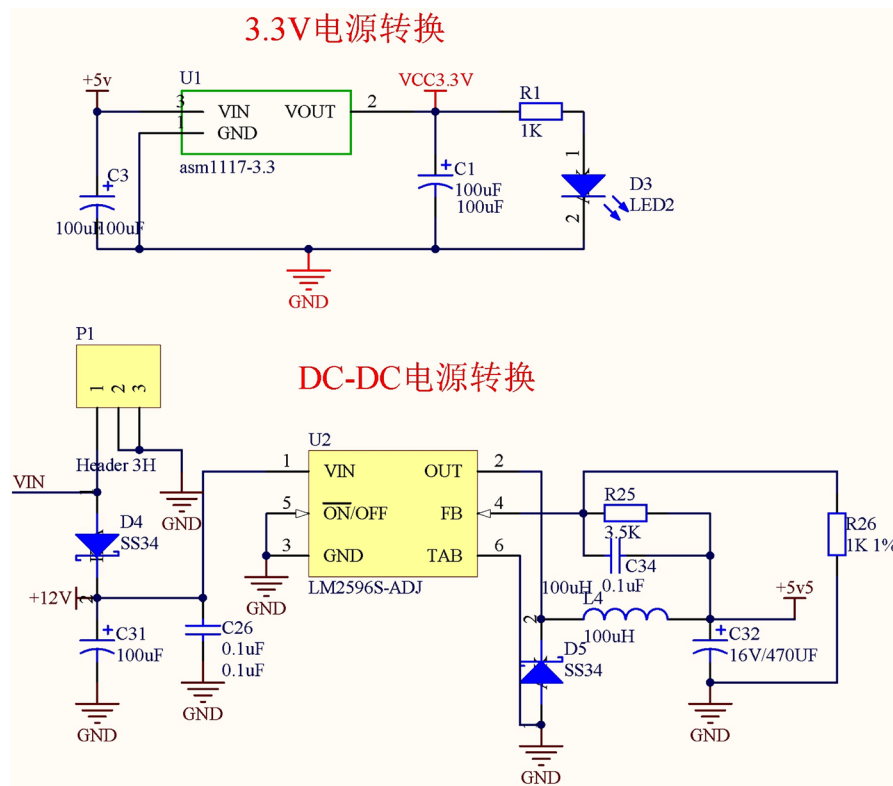 3.3V电源转换
+5v
U1
VCC3.3V
3
VIN
VOUT
2
R1
1
GND
1K
asm1117-3.3
C3
C1
1
100uF
100uF
D3
LED2
100uF
100uF
2
GND
P1
DC-DC电源转换
1
2
3
U2
Header 3H
1
VIN
OUT
2
VIN
GND
5
ON/OFF
FB
4
R25
3.5K
R26
1K 1%
D4
SS34
3
GND
TAB
6
C34
0.1uF
GND
LM2596S-ADJ
+12V
2
100uH
L4
100uH
+5v5
C31
100uF
C26
0.1uF
0.1uF
2
D5
SS34
C32
16V/470UF
GND
GND
GND
GND